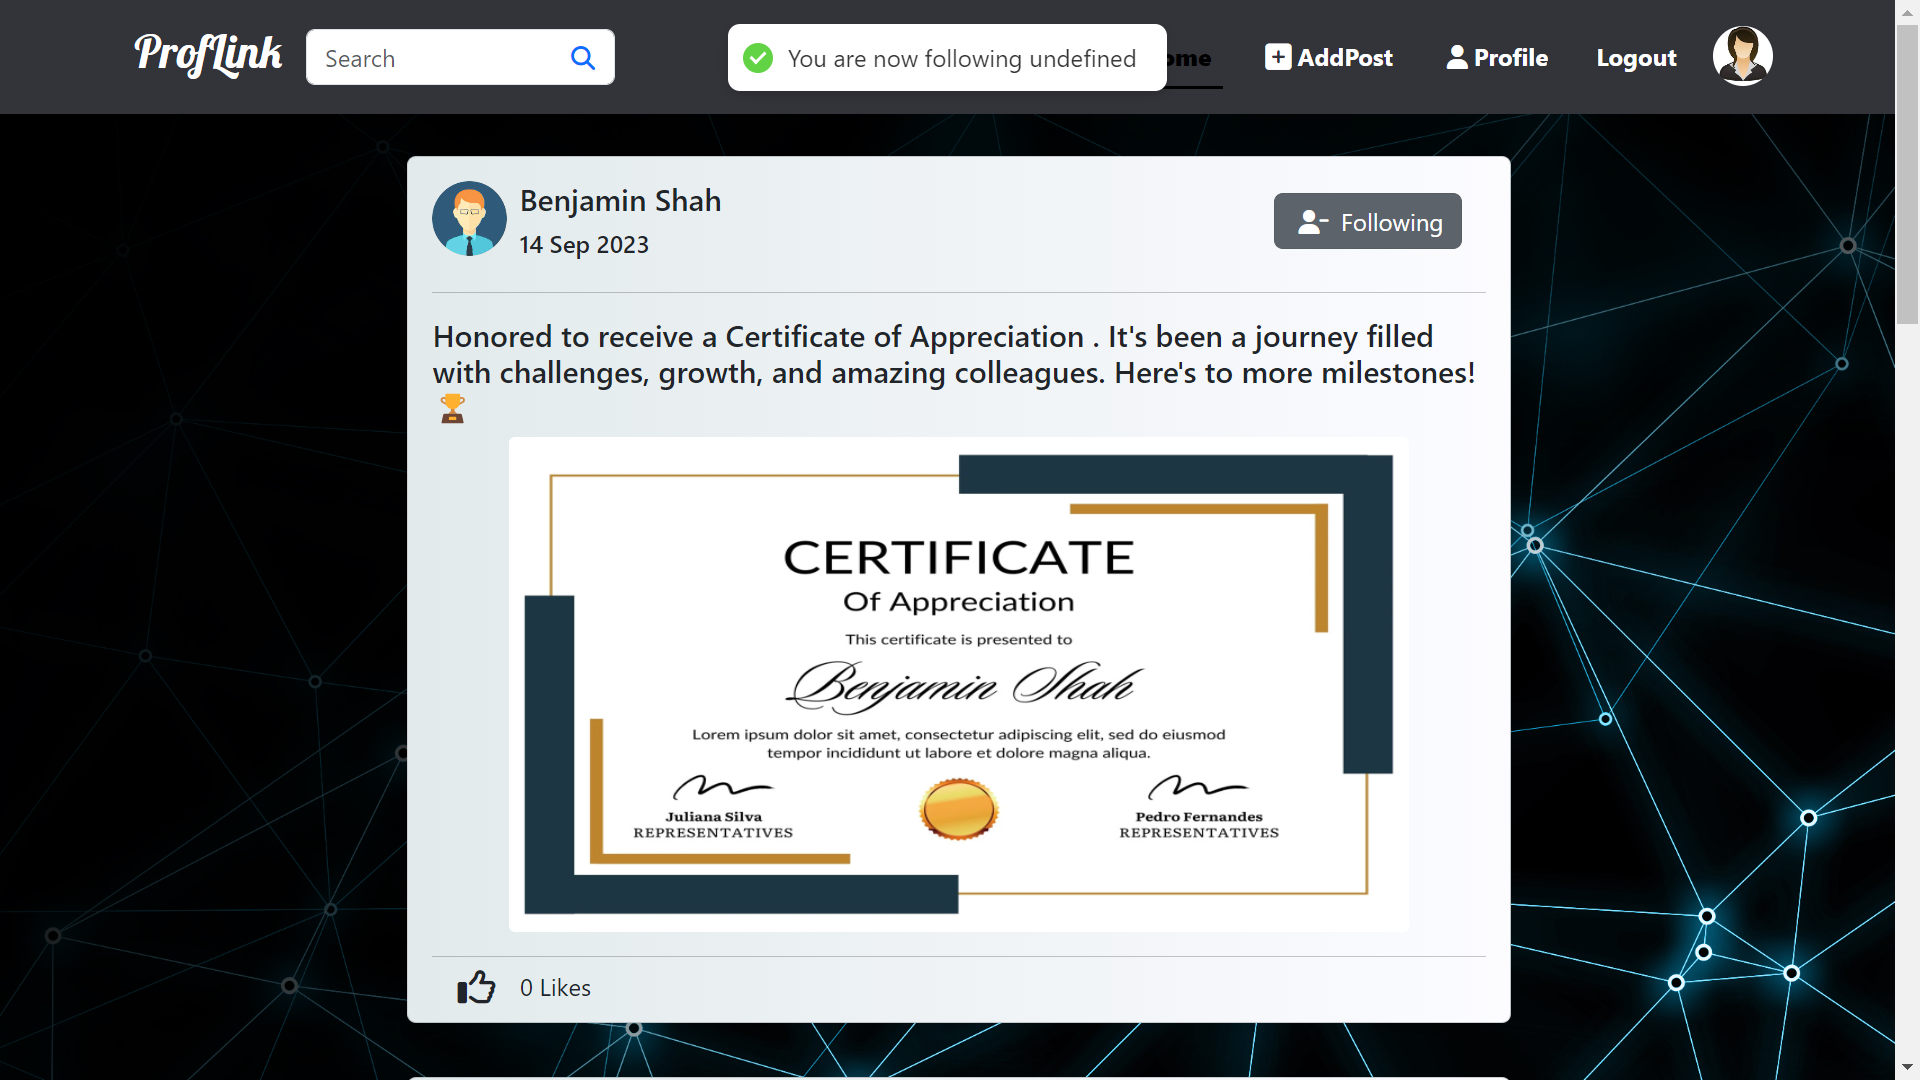 ProfLink
Search
You are now following undefined
ome
AddPost
Profile
Logout
Benjamin Shah
14 Sep 2023
Following
Honored to receive a Certificate of Appreciation . It's been a journey filled
with challenges, growth, and amazing colleagues. Here's to more milestones!
🏆
CERTIFICATE
Of Appreciation
This certificate is presented to
Benjamin Shah
Lorem ipsum dolor sit amet, consectetur adipiscing elit, sed do eiusmod
tempor incididunt ut labore et dolore magna aliqua.
Juliana Silva
REPRESENTATIVES
Pedro Fernandes
REPRESENTATIVES
0 Likes